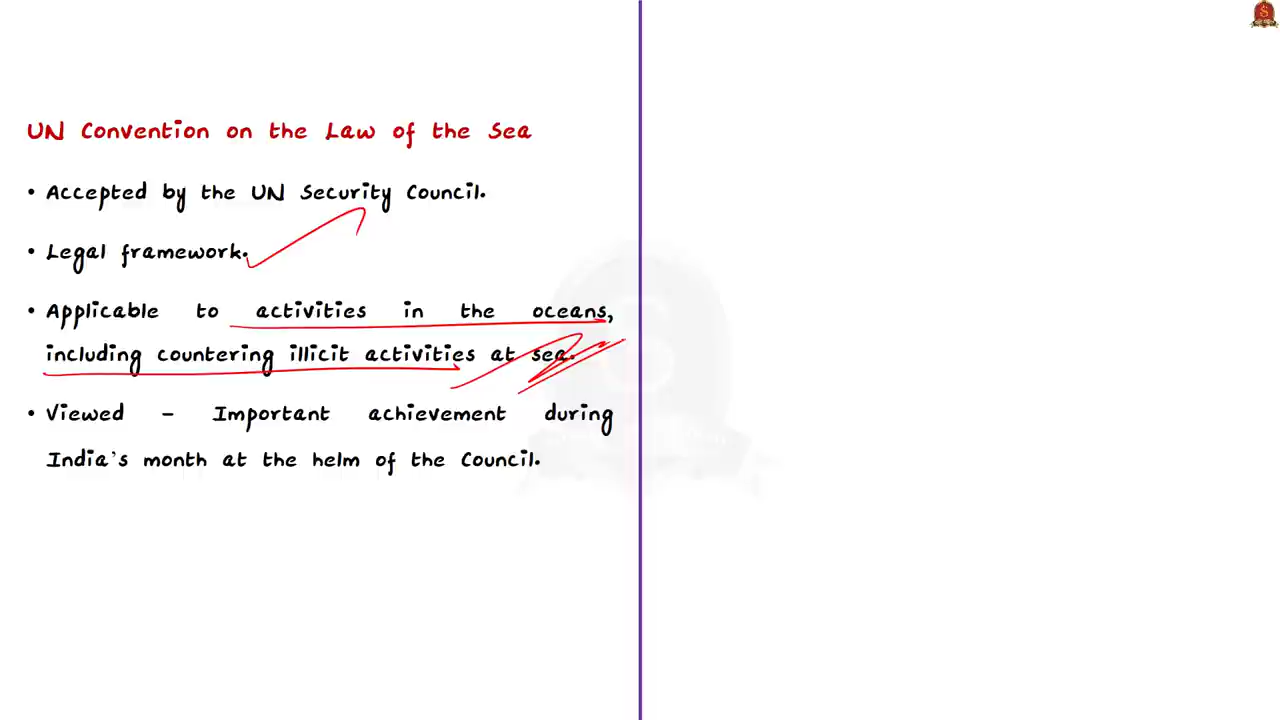 UN Convention on the Law of the Sea
• Accepted by the UN Security Council.
• Legal framework.
• Applicable to activities in the oceans,
including countering illicit activities at sea.
• Viewed - Important achievement during
India's month at the helm of the Council.